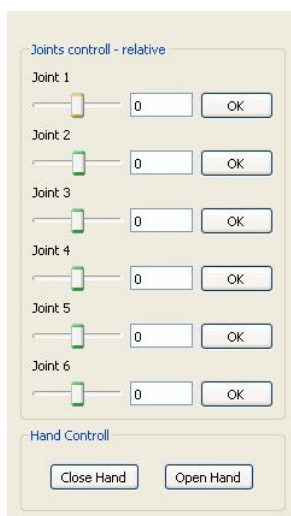 Joints controll - relative
Joint 1
0 OK
Joint 2
0 OK
Joint 3
0 OK
Joint 4
0 OK
Joint 5
0 OK
Joint 6
0 OK
Hand Controll
Close Hand Open Hand